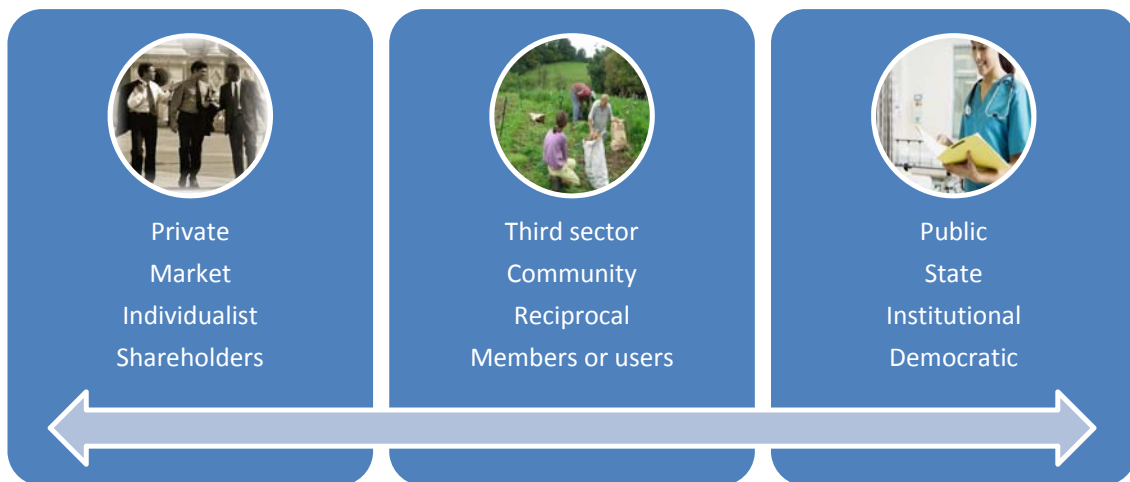 Private
Market
Individualist
Shareholders
Third sector
Community
Reciprocal
Members or users
Public
State
Institutional
Democratic